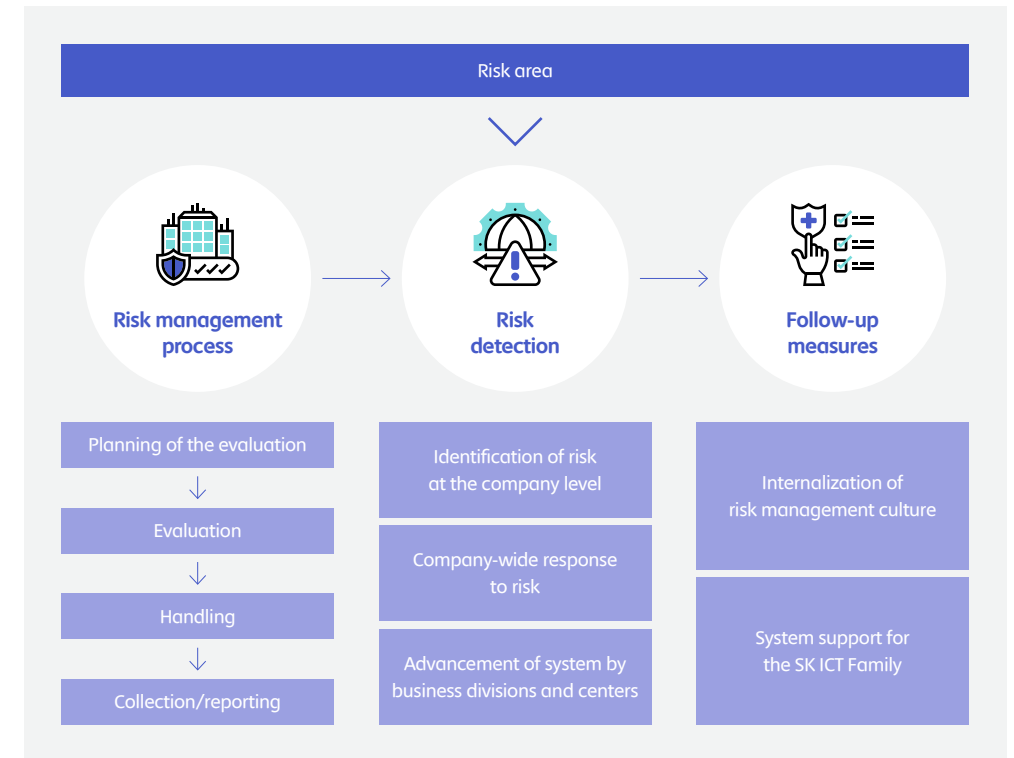 Risk area
Risk management
process
Risk
detection
Follow-up
measures
Planning of the evaluation
Evaluation
Handling
Collection/reporting
Identification of risk
at the company level
Company-wide response
to risk
Advancement of system by
business divisions and centers
Internalization of
risk management culture
System support for
the SK ICT Family